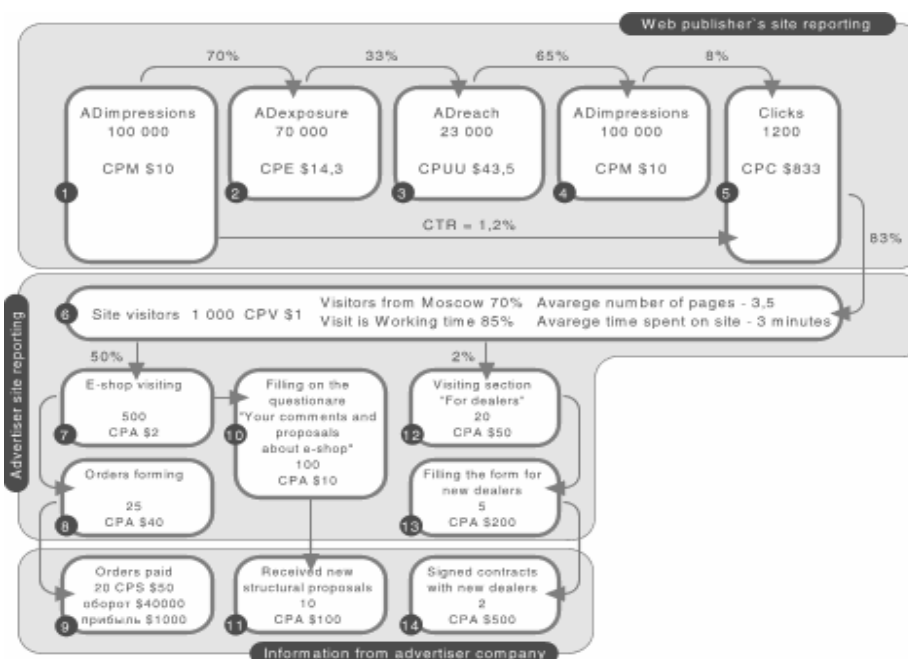 Web publisher`s site reporting
70%
33%
65%
8%
ADimpressions
100 000
CPM $10
1
ADexposure
70 000
CPE $14,3
2
ADreach
23 000
CPUU $43,5
3
ADimpressions
100 000
CPM $10
4
Clicks
1200
CPC $833
5
CTR = 1,2%
83%
Advertiser site reporting
6
Site visitors 1 000 CPV $1
Visitors from Moscow 70%
Visit is Working time 85%
Avarege number of pages - 3,5
Avarege time spent on site - 3 minutes
50%
2%
E-shop visiting
500
CPA $2
7
Filling on the
questionare
"Your comments and
proposals
about e-shop"
100
CPA $10
10
Visiting section
"For dealers"
20
CPA $50
12
Orders forming
25
CPA $40
8
Filling the form for
new dealers
5
CPA $200
13
Orders paid
20 CPS $50
оборот $40000
прибыль $1000
9
Received new
structural proposals
10
CPA $100
11
Signed contracts
with new dealers
2
CPA $500
14
Information from advertiser company